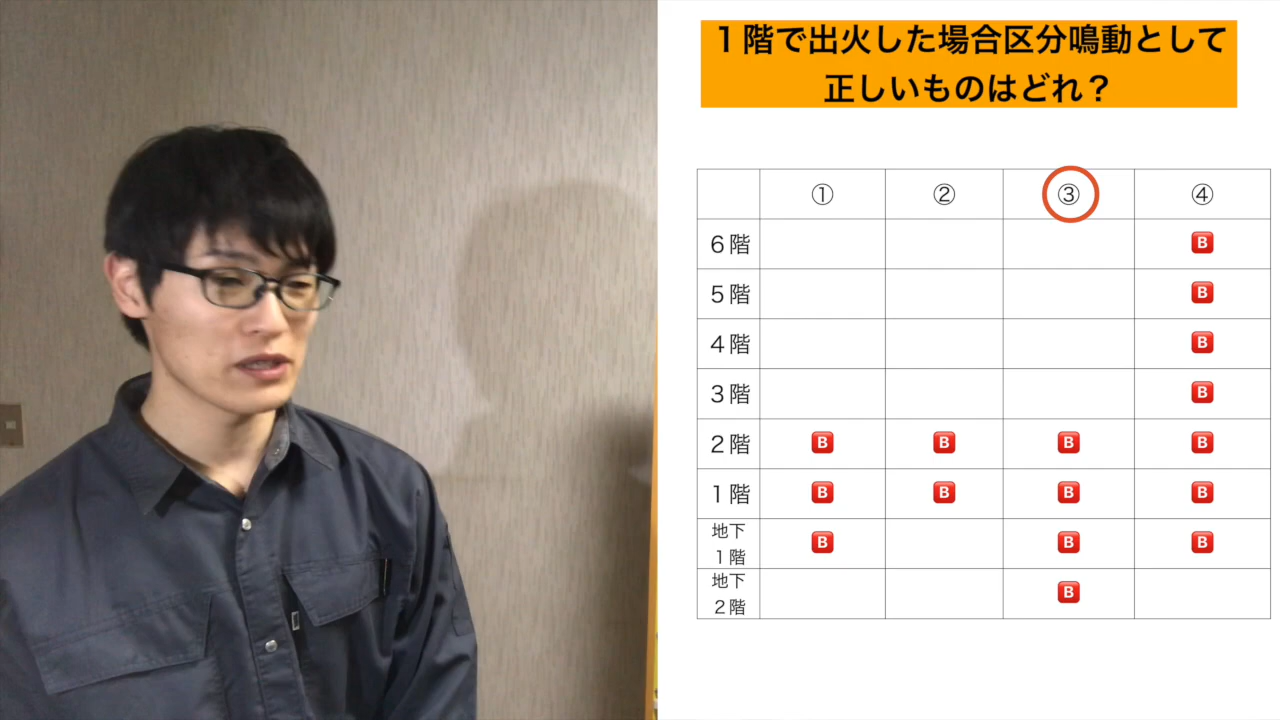 １階で出火した場合区分鳴動として
正しいものはどれ？
① ② ③ ④
６階 B
５階 B
４階 B
３階 B
２階 B B B B
１階 B B B B
地下
１階 B B B
地下
２階 B